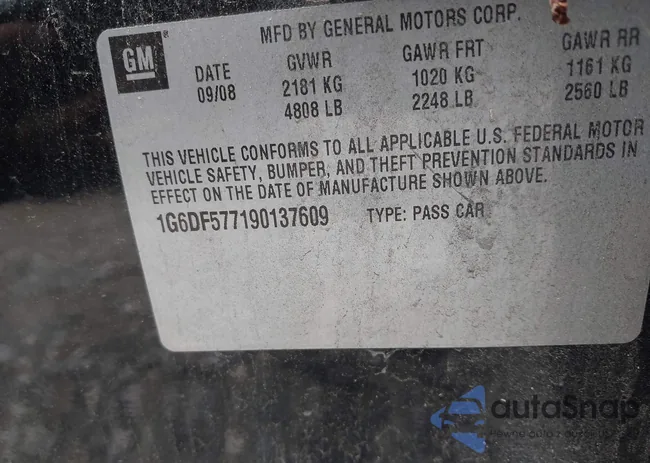 GM
MFD BY GENERAL MOTORS CORP.
DATE GVWR GAWR FRT GAWR RR
09/08 2181 KG 1020 KG 1161 KG
4808 LB 2248 LB 2560 LB
THIS VEHICLE CONFORMS TO ALL APPLICABLE U.S. FEDERAL MOTOR
VEHICLE SAFETY, BUMPER, AND THEFT PREVENTION STANDARDS IN
EFFECT ON THE DATE OF MANUFACTURE SHOWN ABOVE.
1G6DF577190137609 TYPE: PASS CAR
autaSnap